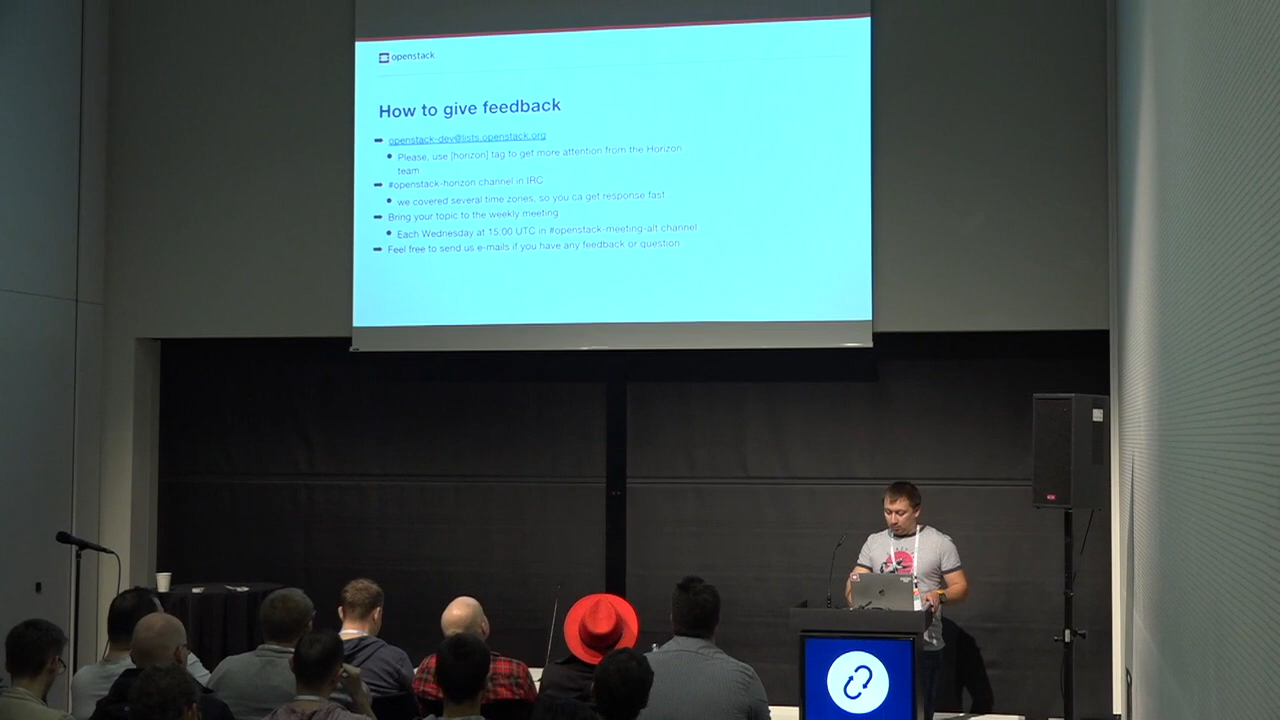 openstack
How to give feedback
openstack-dev@lists.openstack.org
Please, use [horizon] tag to get more attention from the Horizon
team
#openstack-horizon channel in IRC
we covered several time zones, so you ca get response fast
Bring your topic to the weekly meeting
Each Wednesday at 15:00 UTC in #openstack-meeting-alt channel
Feel free to send us e-mails if you have any feedback or question